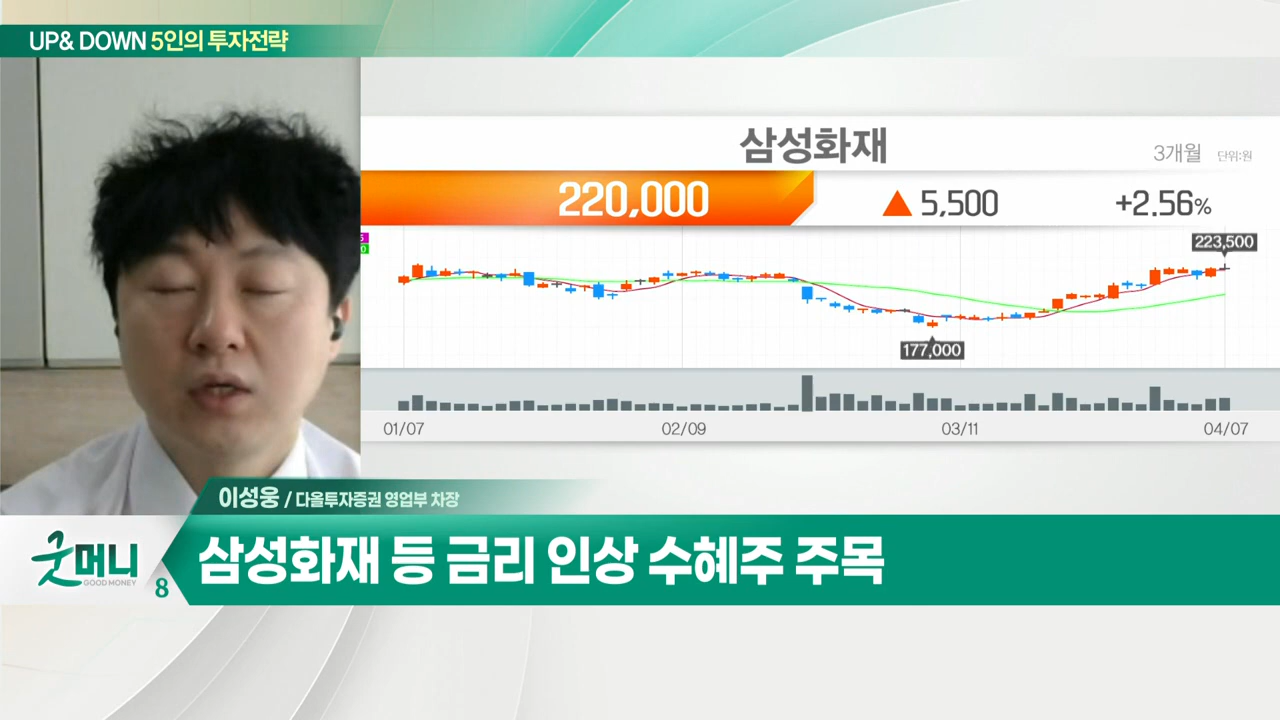 UP& DOWN 5인의 투자전략
삼성화재
3개월 단위:원
220,000 ▲ 5,500 +2.56%
223,500
177,000
01/07 02/09 03/11 04/07
이성웅 / 다올투자증권 영업부 차장
굿머니
GOOD MONEY
8
삼성화재 등 금리 인상 수혜주 주목